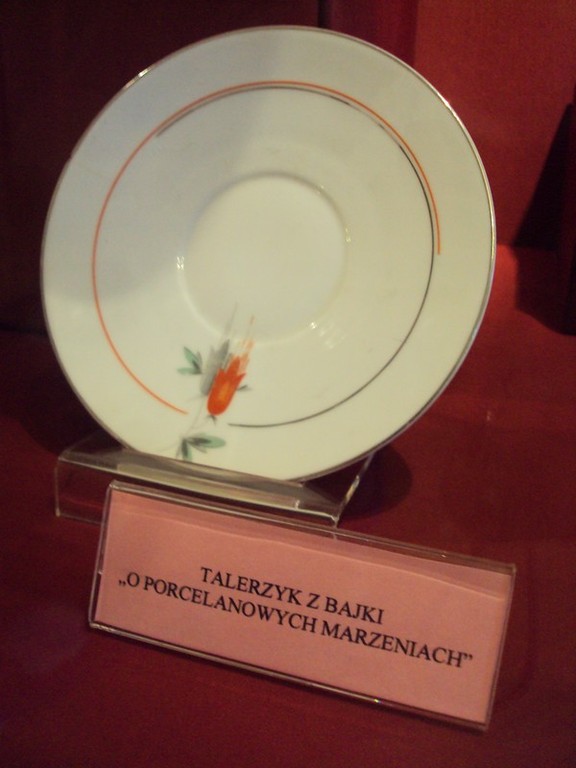 TALERZYK Z BAJKI
„O PORCELANOWYCH MARZENIACH”